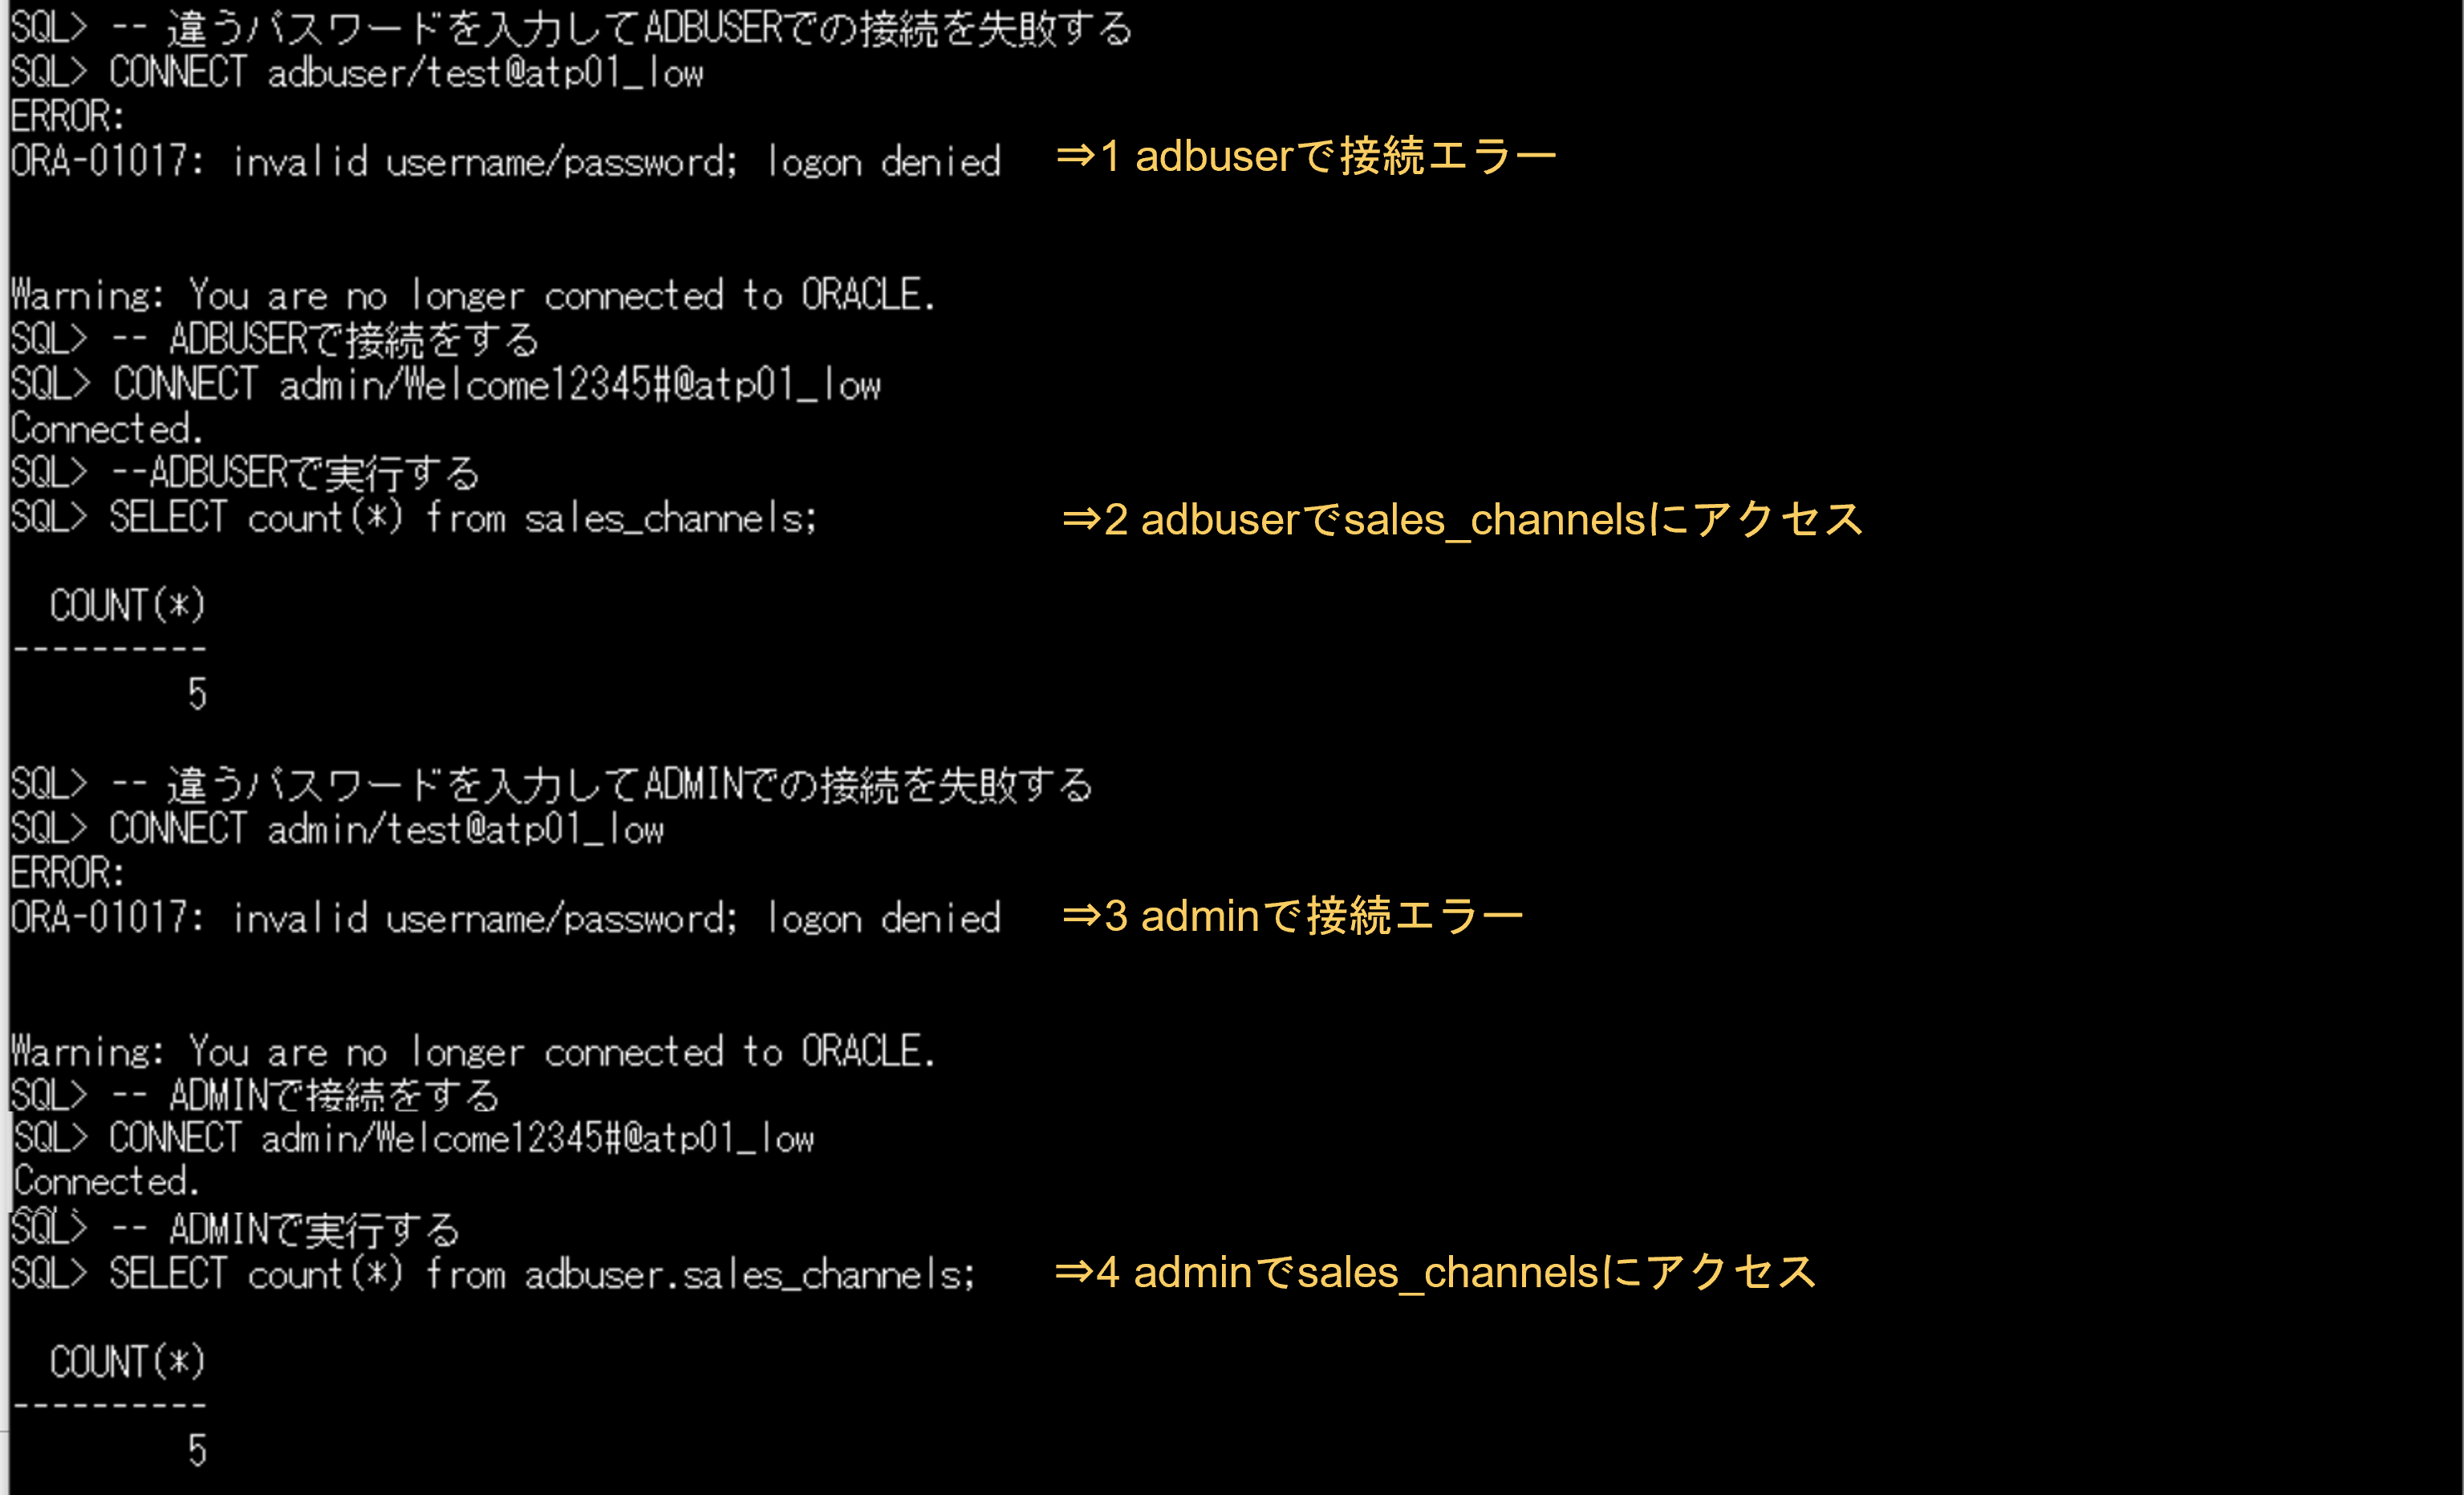 SQL> -- 違うパスワードを入力してADBUSERでの接続を失敗する
SQL> CONNECT adbuser/test@atp01_low
ERROR:
ORA-01017: invalid username/password; logon denied ⇒1 adbuserで接続エラー
Warning: You are no longer connected to ORACLE.
SQL> -- ADBUSERで接続をする
SQL> CONNECT admin/Welcome12345#@atp01_low
Connected.
SQL> --ADBUSERで実行する
SQL> SELECT count(*) from sales_channels; ⇒2 adbuserでsales_channelsにアクセス
COUNT(*)
----------
5
SQL> -- 違うパスワードを入力してADMINでの接続を失敗する
SQL> CONNECT admin/test@atp01_low
ERROR:
ORA-01017: invalid username/password; logon denied ⇒3 adminで接続エラー
Warning: You are no longer connected to ORACLE.
SQL> -- ADMINで接続をする
SQL> CONNECT admin/Welcome12345#@atp01_low
Connected.
SQL> -- ADMINで実行する
SQL> SELECT count(*) from adbuser.sales_channels; ⇒4 adminでsales_channelsにアクセス
COUNT(*)
----------
5